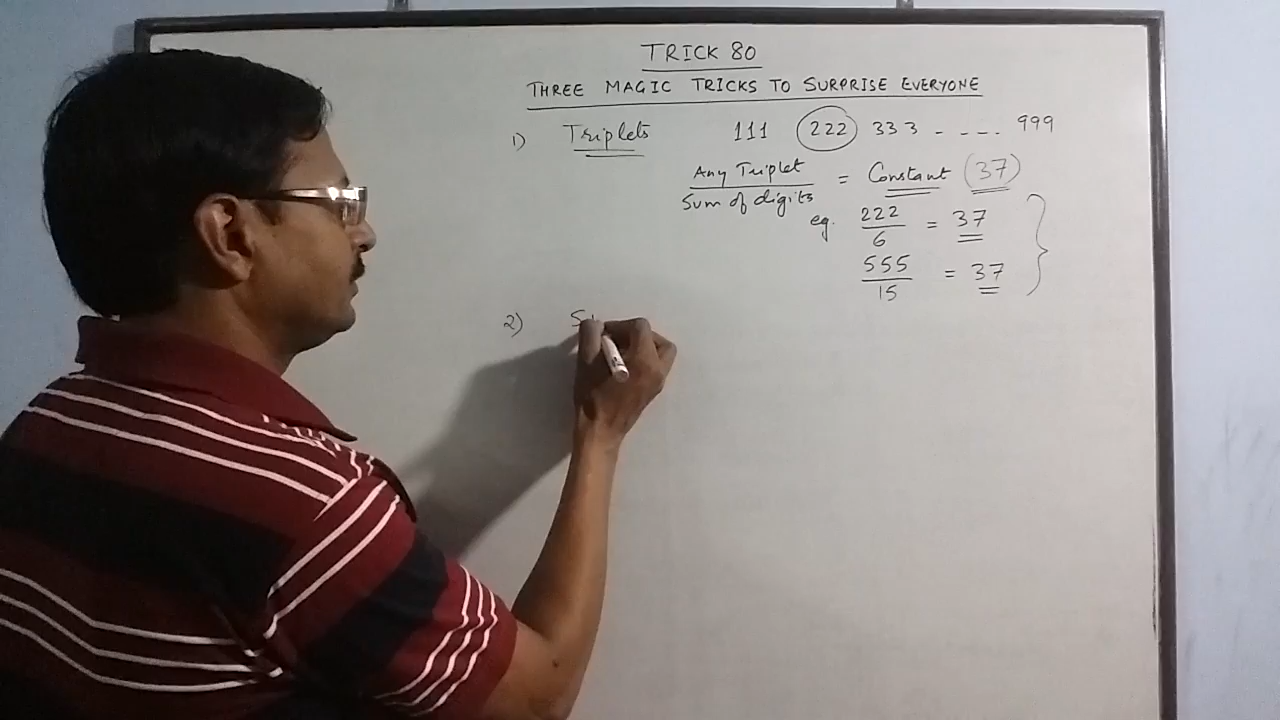 TRICK 80
THREE MAGIC TRICKS TO SURPRISE EVERYONE
1) Triplets 111 222 333 - - - - 999
Any Triplet / Sum of digits = Constant (37)
eg. 222 / 6 = 37
555 / 15 = 37
2)